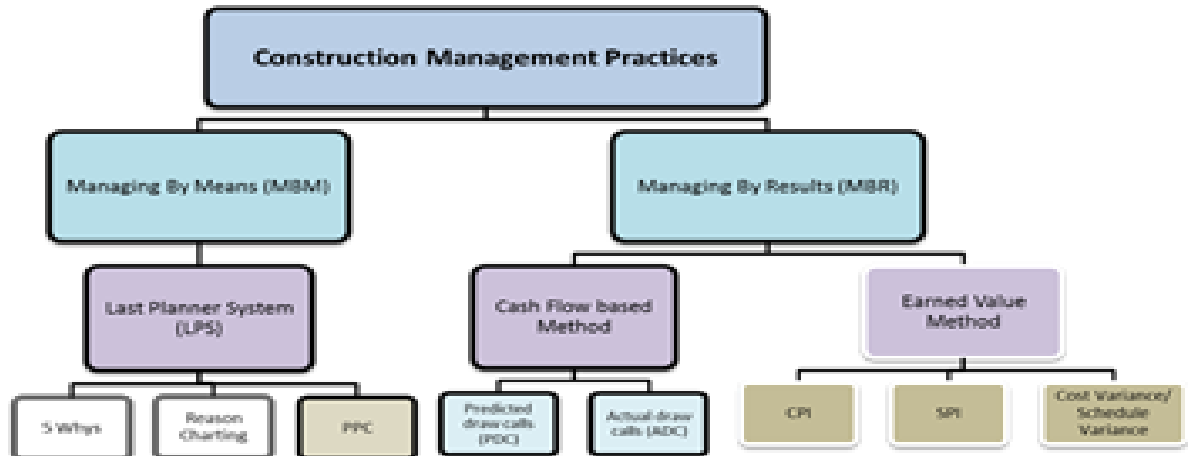 Construction Management Practices
Managing By Means (MBM)
Managing By Results (MBR)
Last Planner System
(LPS)
Cash Flow based
Method
Earned Value
Method
5 Whys
Reason
Charting
PPC
Predicted
draw calls
(PDC)
Actual draw
calls (ADC)
CPI
SPI
Cost Variance/
Schedule
Variance